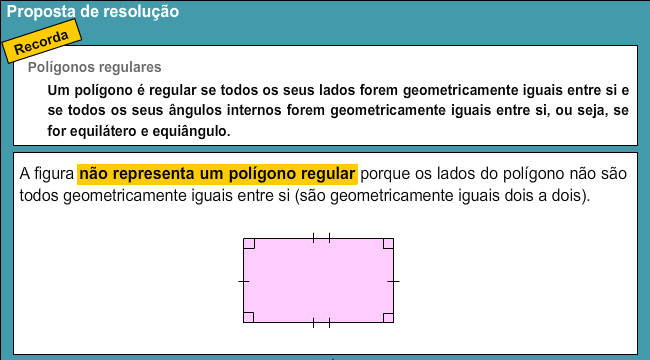 Proposta de resolução
Recorda
Polígonos regulares
Um polígono é regular se todos os seus lados forem geometricamente iguais entre si e
se todos os seus ângulos internos forem geometricamente iguais entre si, ou seja, se
for equilátero e equiângulo.
A figura não representa um polígono regular porque os lados do polígono não são
todos geometricamente iguais entre si (são geometricamente iguais dois a dois).